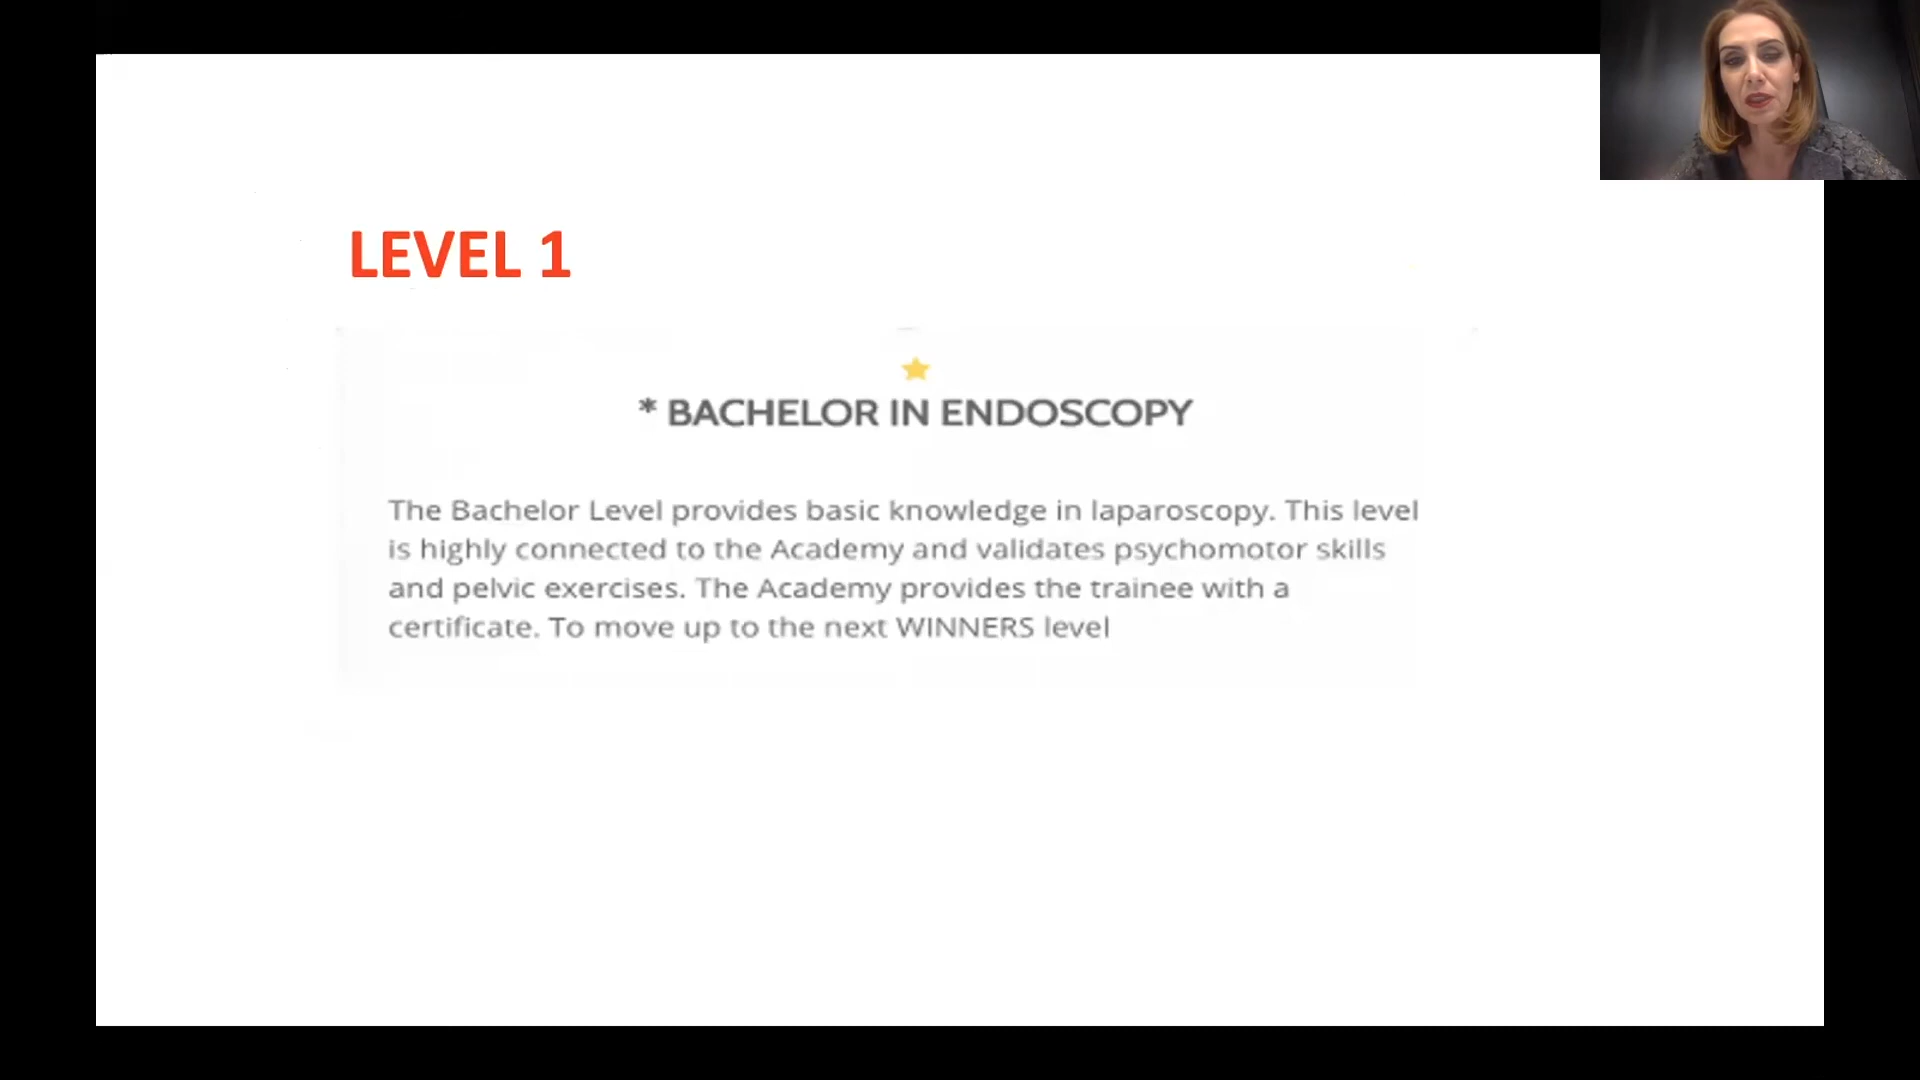 LEVEL 1
* BACHELOR IN ENDOSCOPY
The Bachelor Level provides basic knowledge in laparoscopy. This level
is highly connected to the Academy and validates psychomotor skills
and pelvic exercises. The Academy provides the trainee with a
certificate. To move up to the next WINNERS level